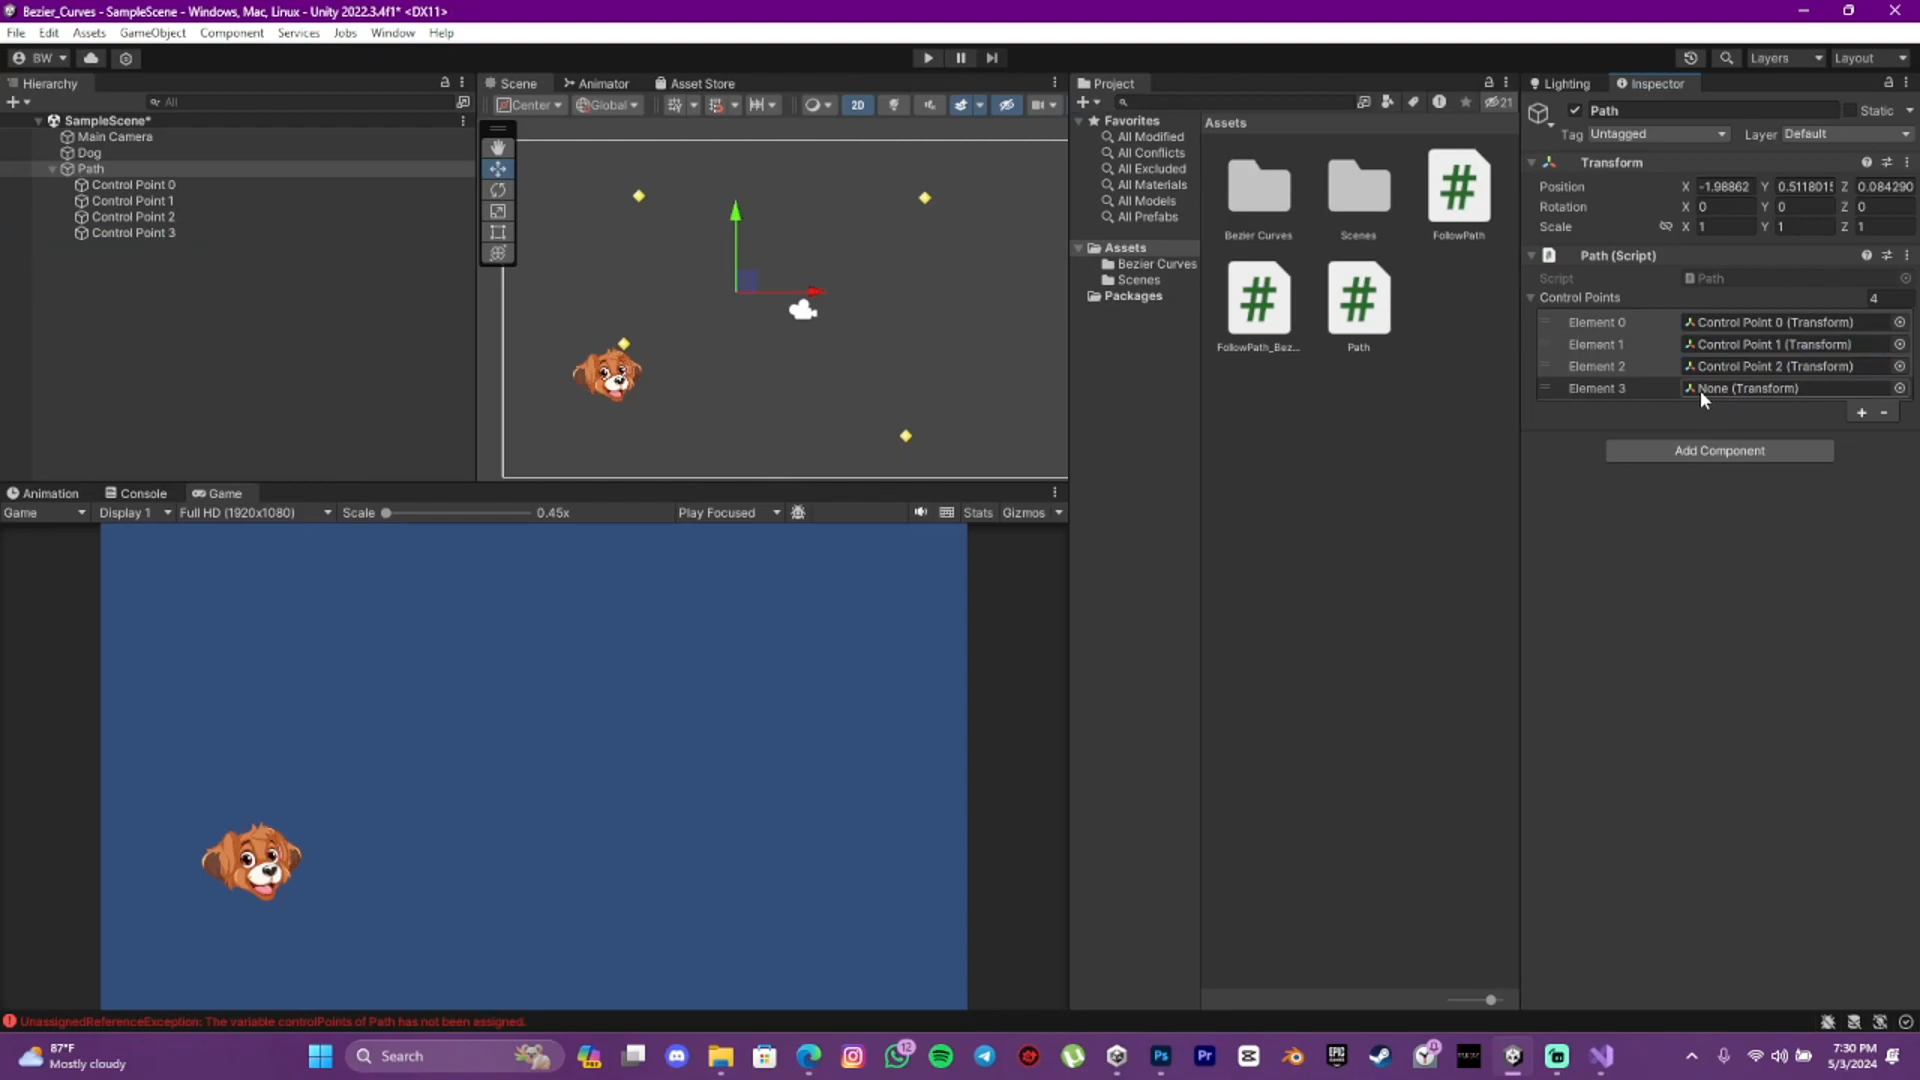 Bezier_Curves - SampleScene - Windows, Mac, Linux - Unity 2022.3.4f1* <DX11>
File Edit Assets GameObject Component Services Jobs Window Help
BW Layers Layout
Hierarchy
All
SampleScene*
Main Camera
Dog
Path
Control Point 0
Control Point 1
Control Point 2
Control Point 3
Scene Animator Asset Store
Center Global 2D
Project
21
Favorites
All Modified
All Conflicts
All Excluded
All Materials
All Models
All Prefabs
Assets
Bezier Curves
Scenes
Packages
Assets
Bezier Curves Scenes FollowPath
FollowPath_Bez... Path
Lighting Inspector
Path Static
Tag Untagged Layer Default
Transform
Position X -1.98862 Y 0.5118015 Z 0.084290
Rotation X 0 Y 0 Z 0
Scale X 1 Y 1 Z 1
# Path (Script)
Script Path
Control Points 4
Element 0 Control Point 0 (Transform)
Element 1 Control Point 1 (Transform)
Element 2 Control Point 2 (Transform)
Element 3 None (Transform)
+ -
Add Component
Animation Console Game
Game Display 1 Full HD (1920x1080) Scale 0.45x Play Focused Stats Gizmos
UnassignedReferenceException: The variable controlPoints of Path has not been assigned.
87°F
Mostly cloudy
Search
12
Pr
7:30 PM
5/3/2024